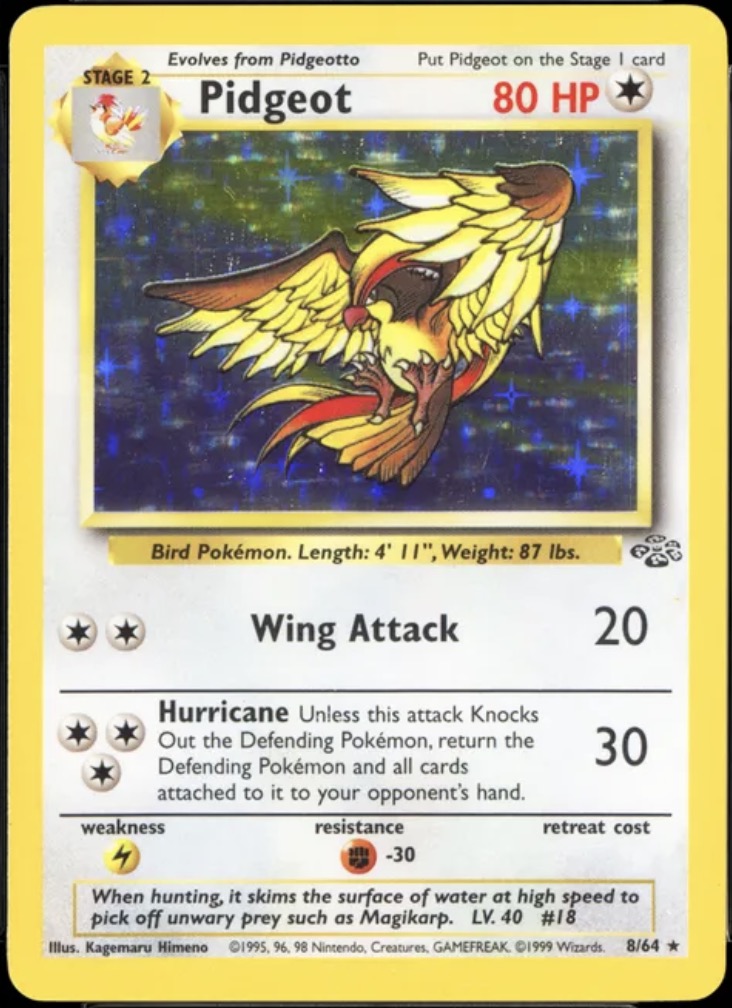 Evolves from Pidgeotto
Put Pidgeot on the Stage 1 card
STAGE 2
Pidgeot
80 HP
Bird Pokémon. Length: 4' 11", Weight: 87 lbs.
Wing Attack
20
Hurricane Unless this attack Knocks
Out the Defending Pokémon, return the
Defending Pokémon and all cards
attached to it to your opponent's hand.
30
weakness
resistance
retreat cost
-30
When hunting, it skims the surface of water at high speed to
pick off unwary prey such as Magikarp. LV. 40 #18
Illus. Kagemaru Himeno
©1995, 96, 98 Nintendo, Creatures, GAMEFREAK. ©1999 Wizards.
8/64 ★